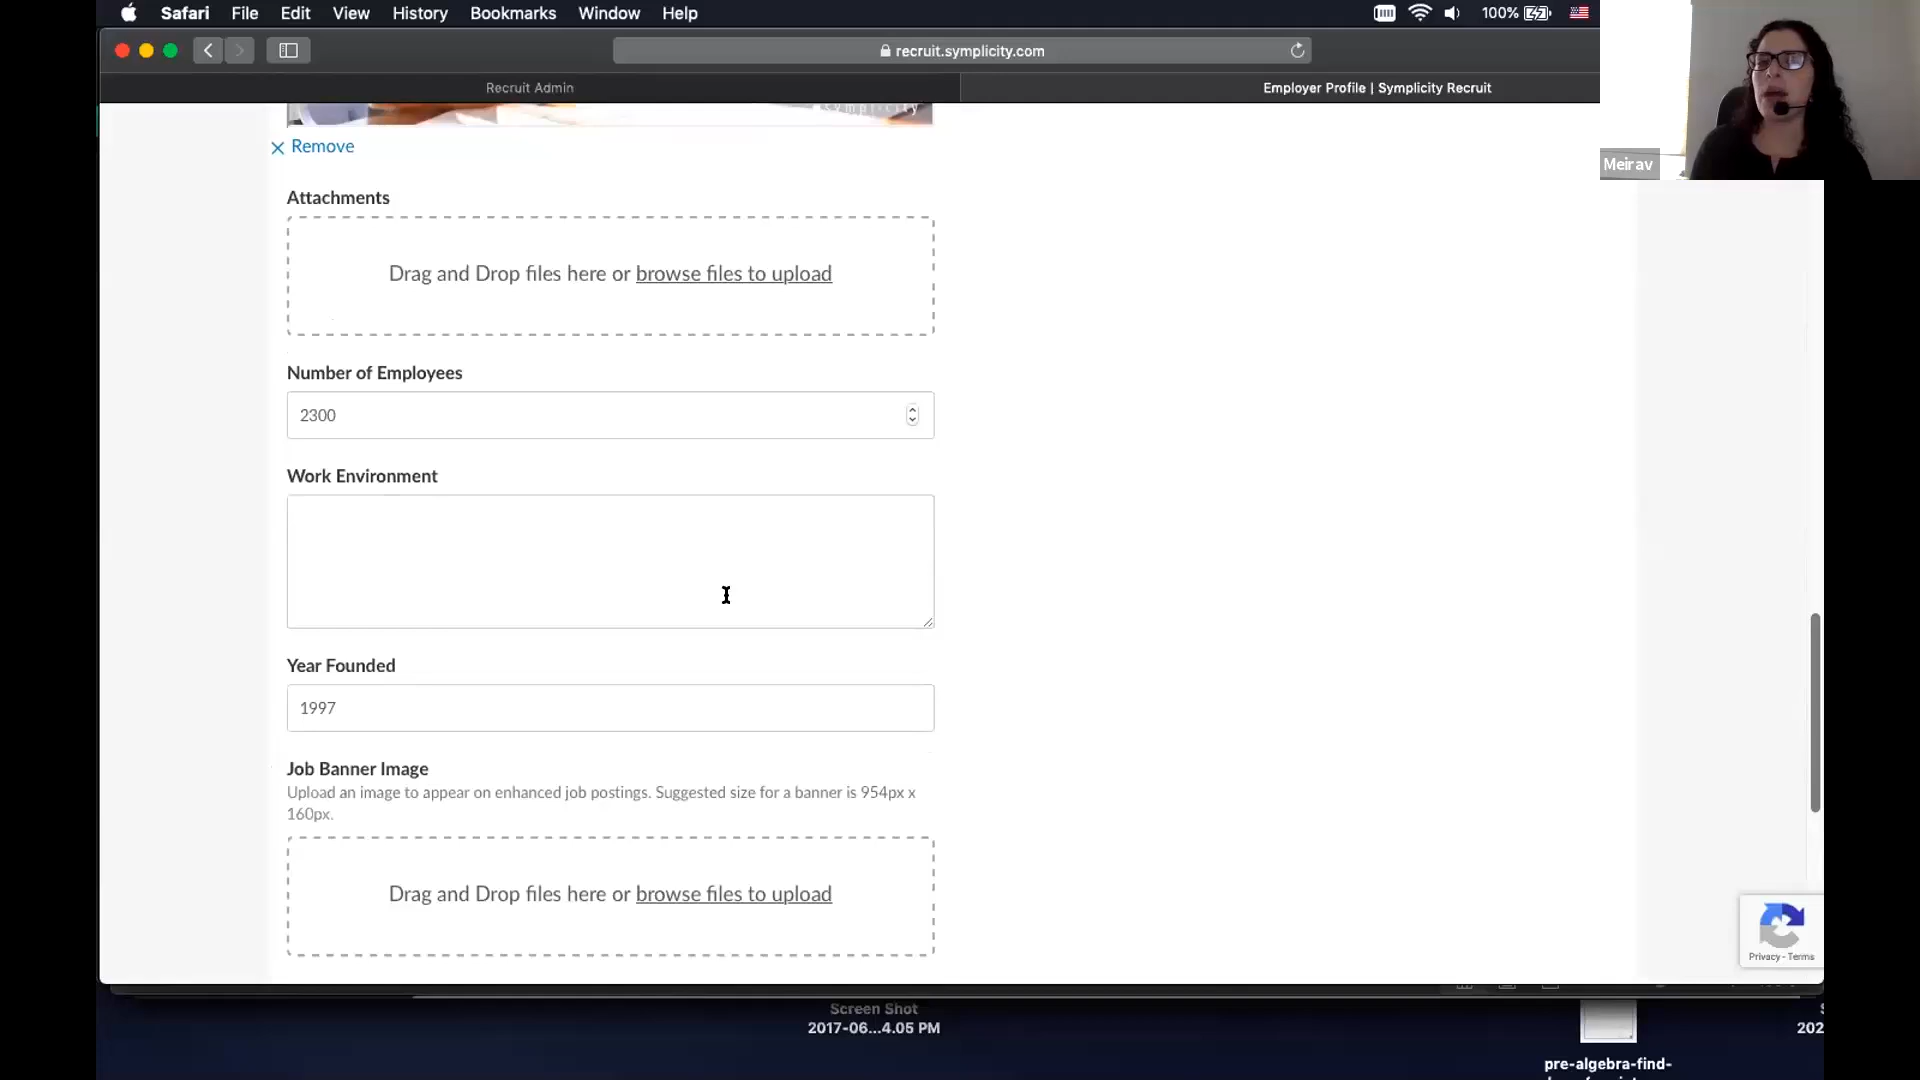 Safari File Edit View History Bookmarks Window Help 100%
recruit.symplicity.com
Recruit Admin
Employer Profile | Symplicity Recruit
Meirav
symplicity
Remove
Attachments
Drag and Drop files here or browse files to upload
Number of Employees
2300
Work Environment
Year Founded
1997
Job Banner Image
Upload an image to appear on enhanced job postings. Suggested size for a banner is 954px x
160px.
Drag and Drop files here or browse files to upload
Privacy - Terms
Screen Shot
2017-06...4.05 PM
202
pre-algebra-find-